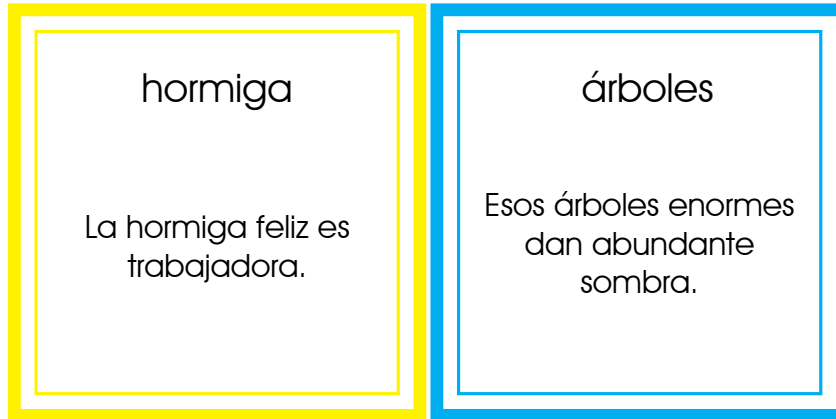 hormiga
La hormiga feliz es
trabajadora.
árboles
Esos árboles enormes
dan abundante
sombra.